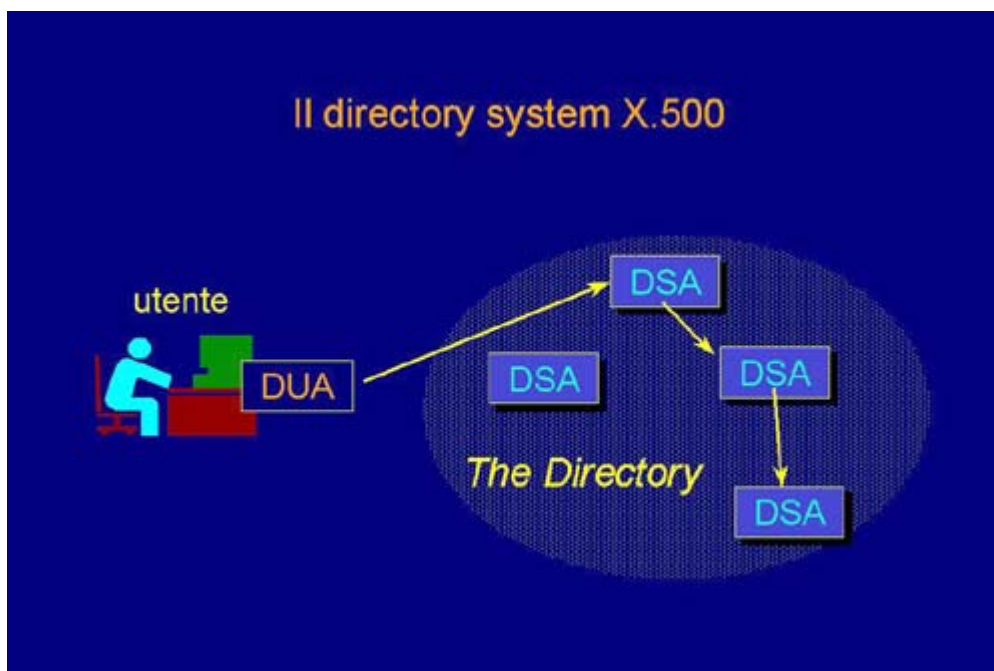 Il directory system X.500
utente
DUA
DSA
DSA
DSA
The Directory
DSA